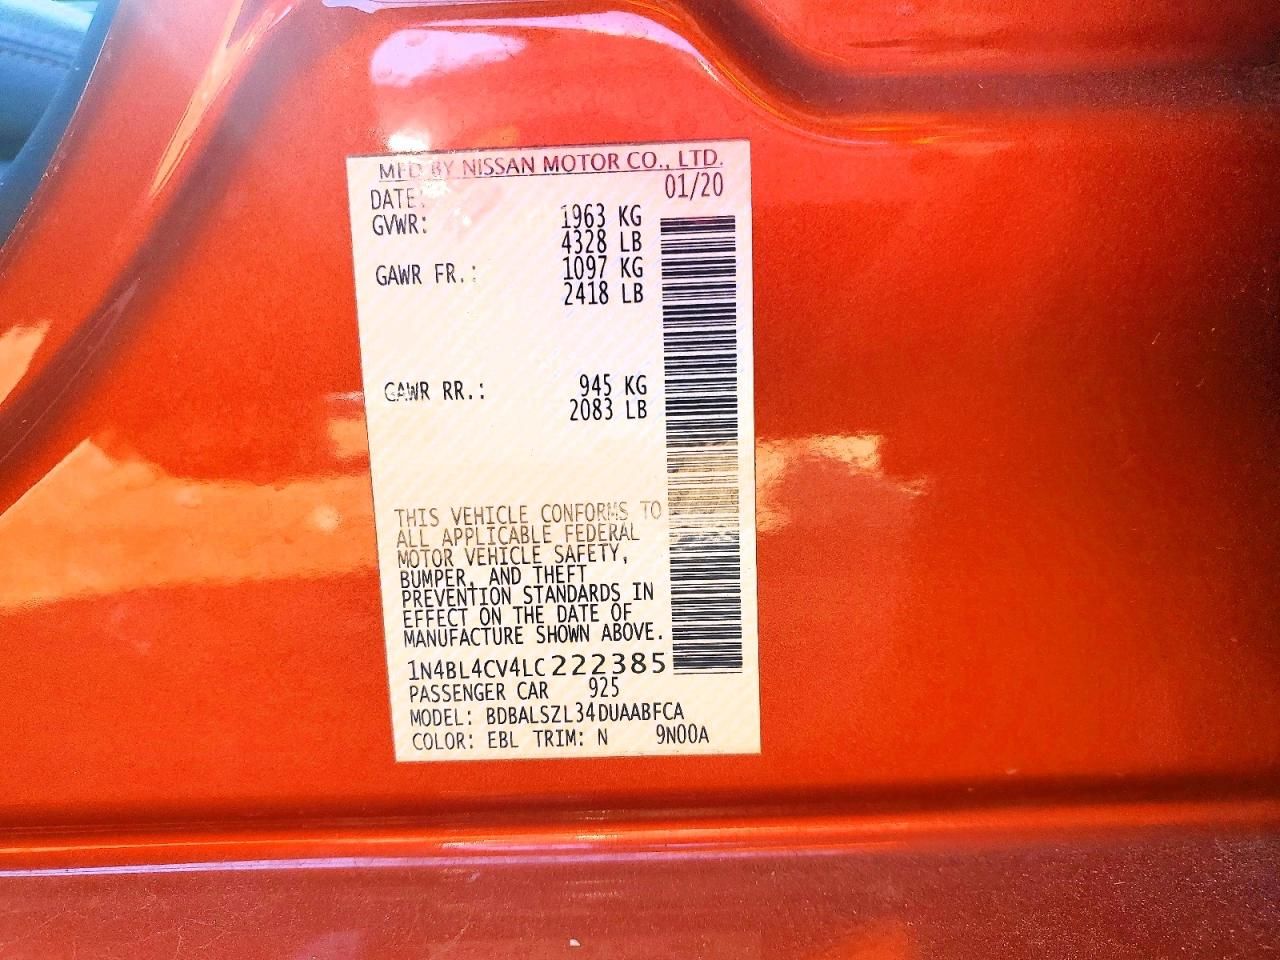 MFD BY NISSAN MOTOR CO., LTD.
DATE: 01/20
GVWR: 1963 KG
4328 LB
GAWR FR.: 1097 KG
2418 LB
GAWR RR.: 945 KG
2083 LB
THIS VEHICLE CONFORMS TO
ALL APPLICABLE FEDERAL
MOTOR VEHICLE SAFETY,
BUMPER, AND THEFT
PREVENTION STANDARDS IN
EFFECT ON THE DATE OF
MANUFACTURE SHOWN ABOVE.
1N4BL4CV4LC222385
PASSENGER CAR 925
MODEL: BDBALSZL34DUAABFCA
COLOR: EBL TRIM: N 9N00A